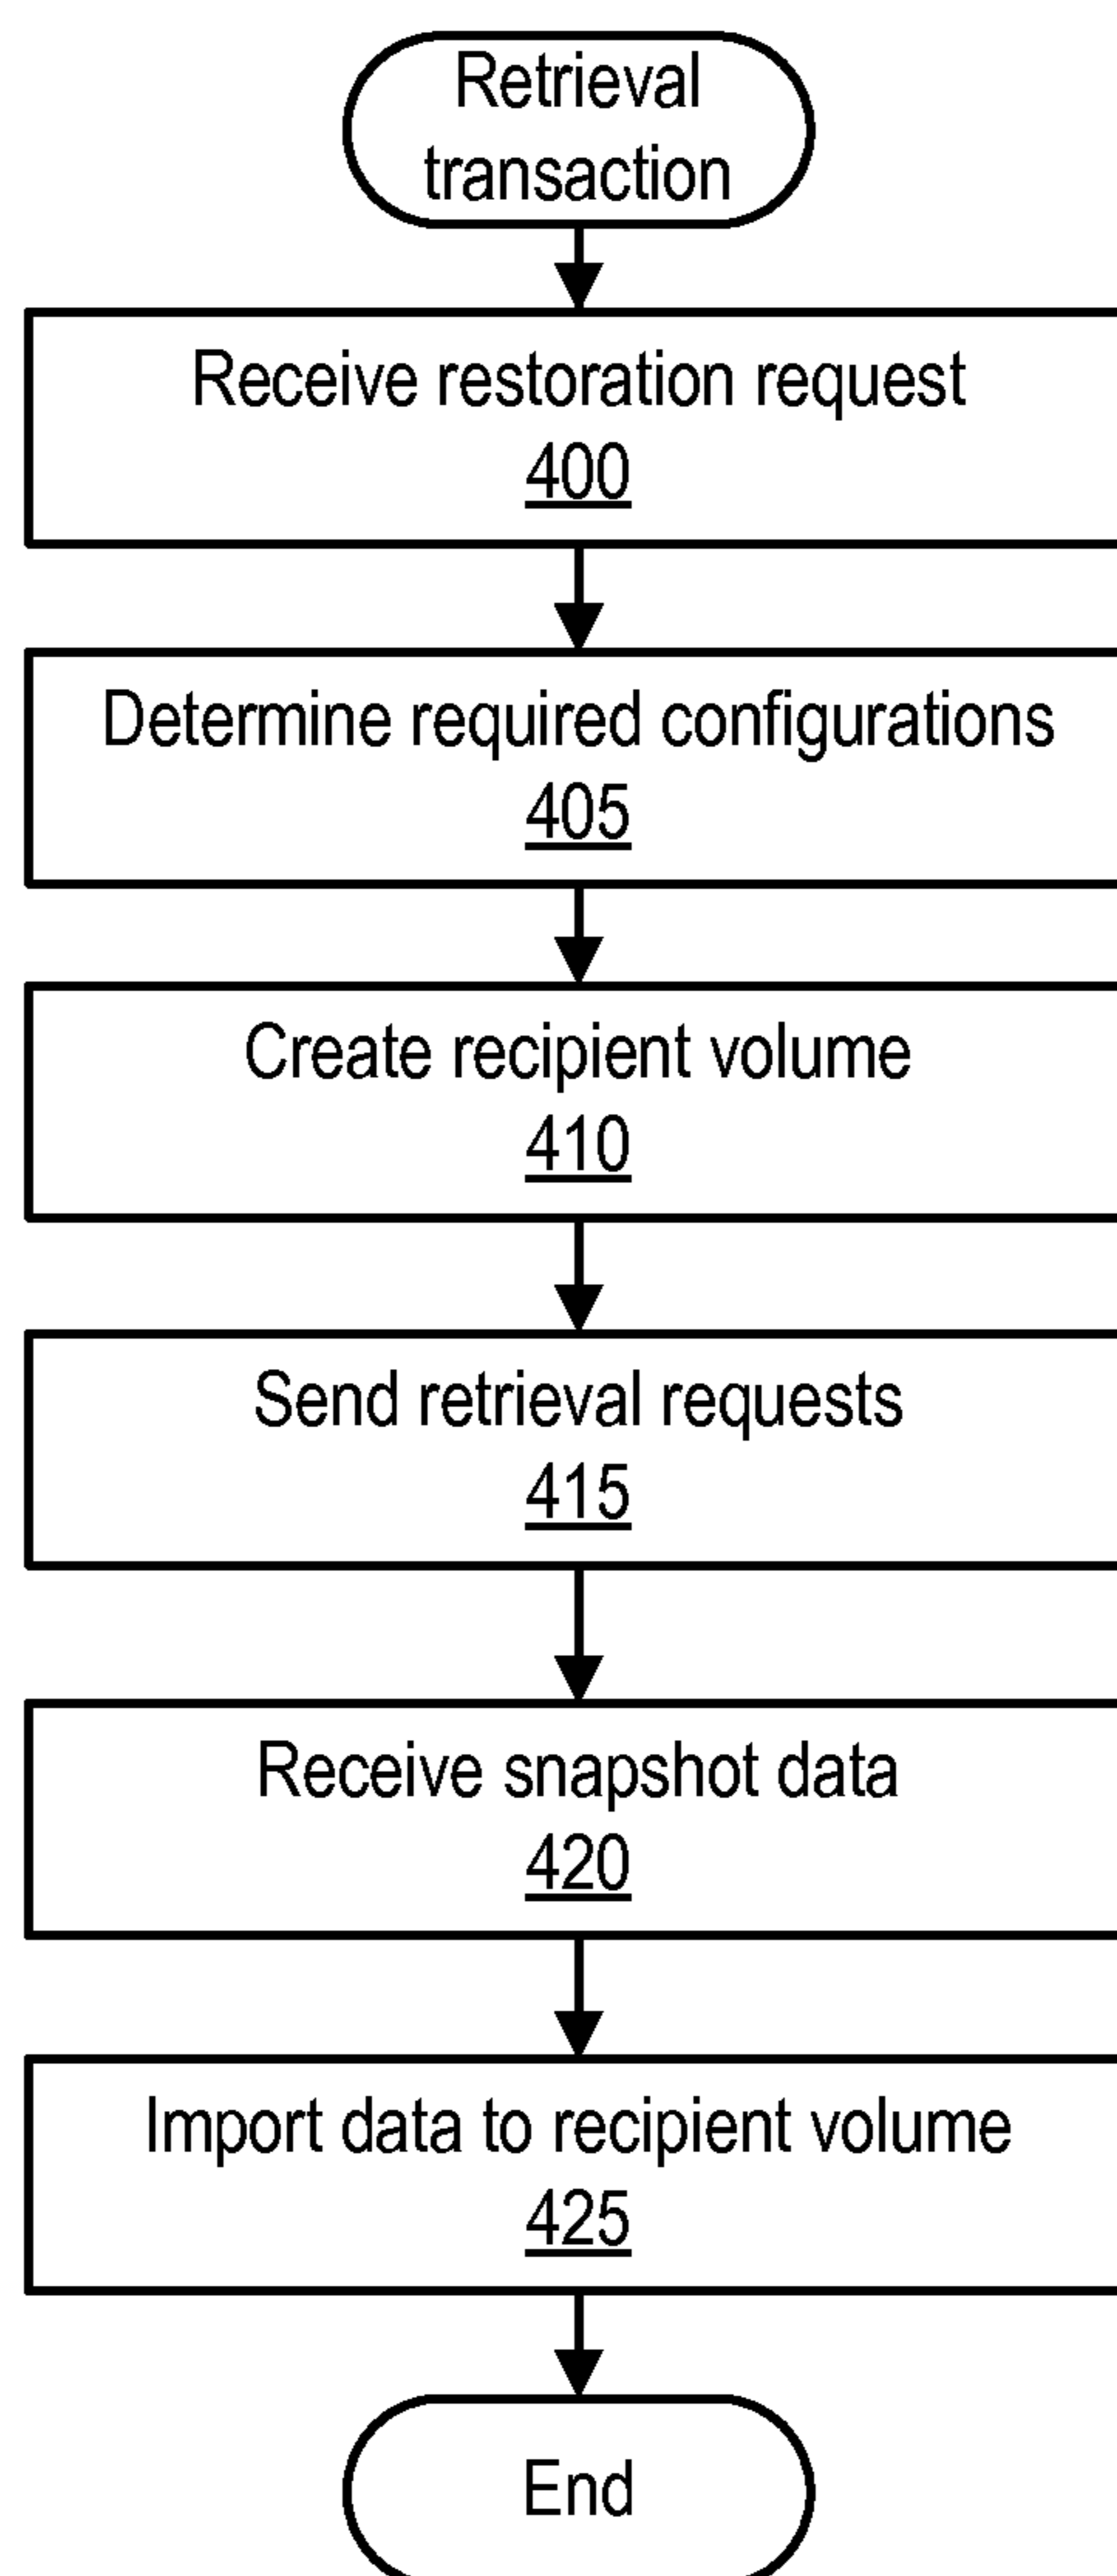 Retrieval
transaction
Receive restoration request
400
Determine required configurations
405
Create recipient volume
410
Send retrieval requests
415
Receive snapshot data
420
Import data to recipient volume
425
End